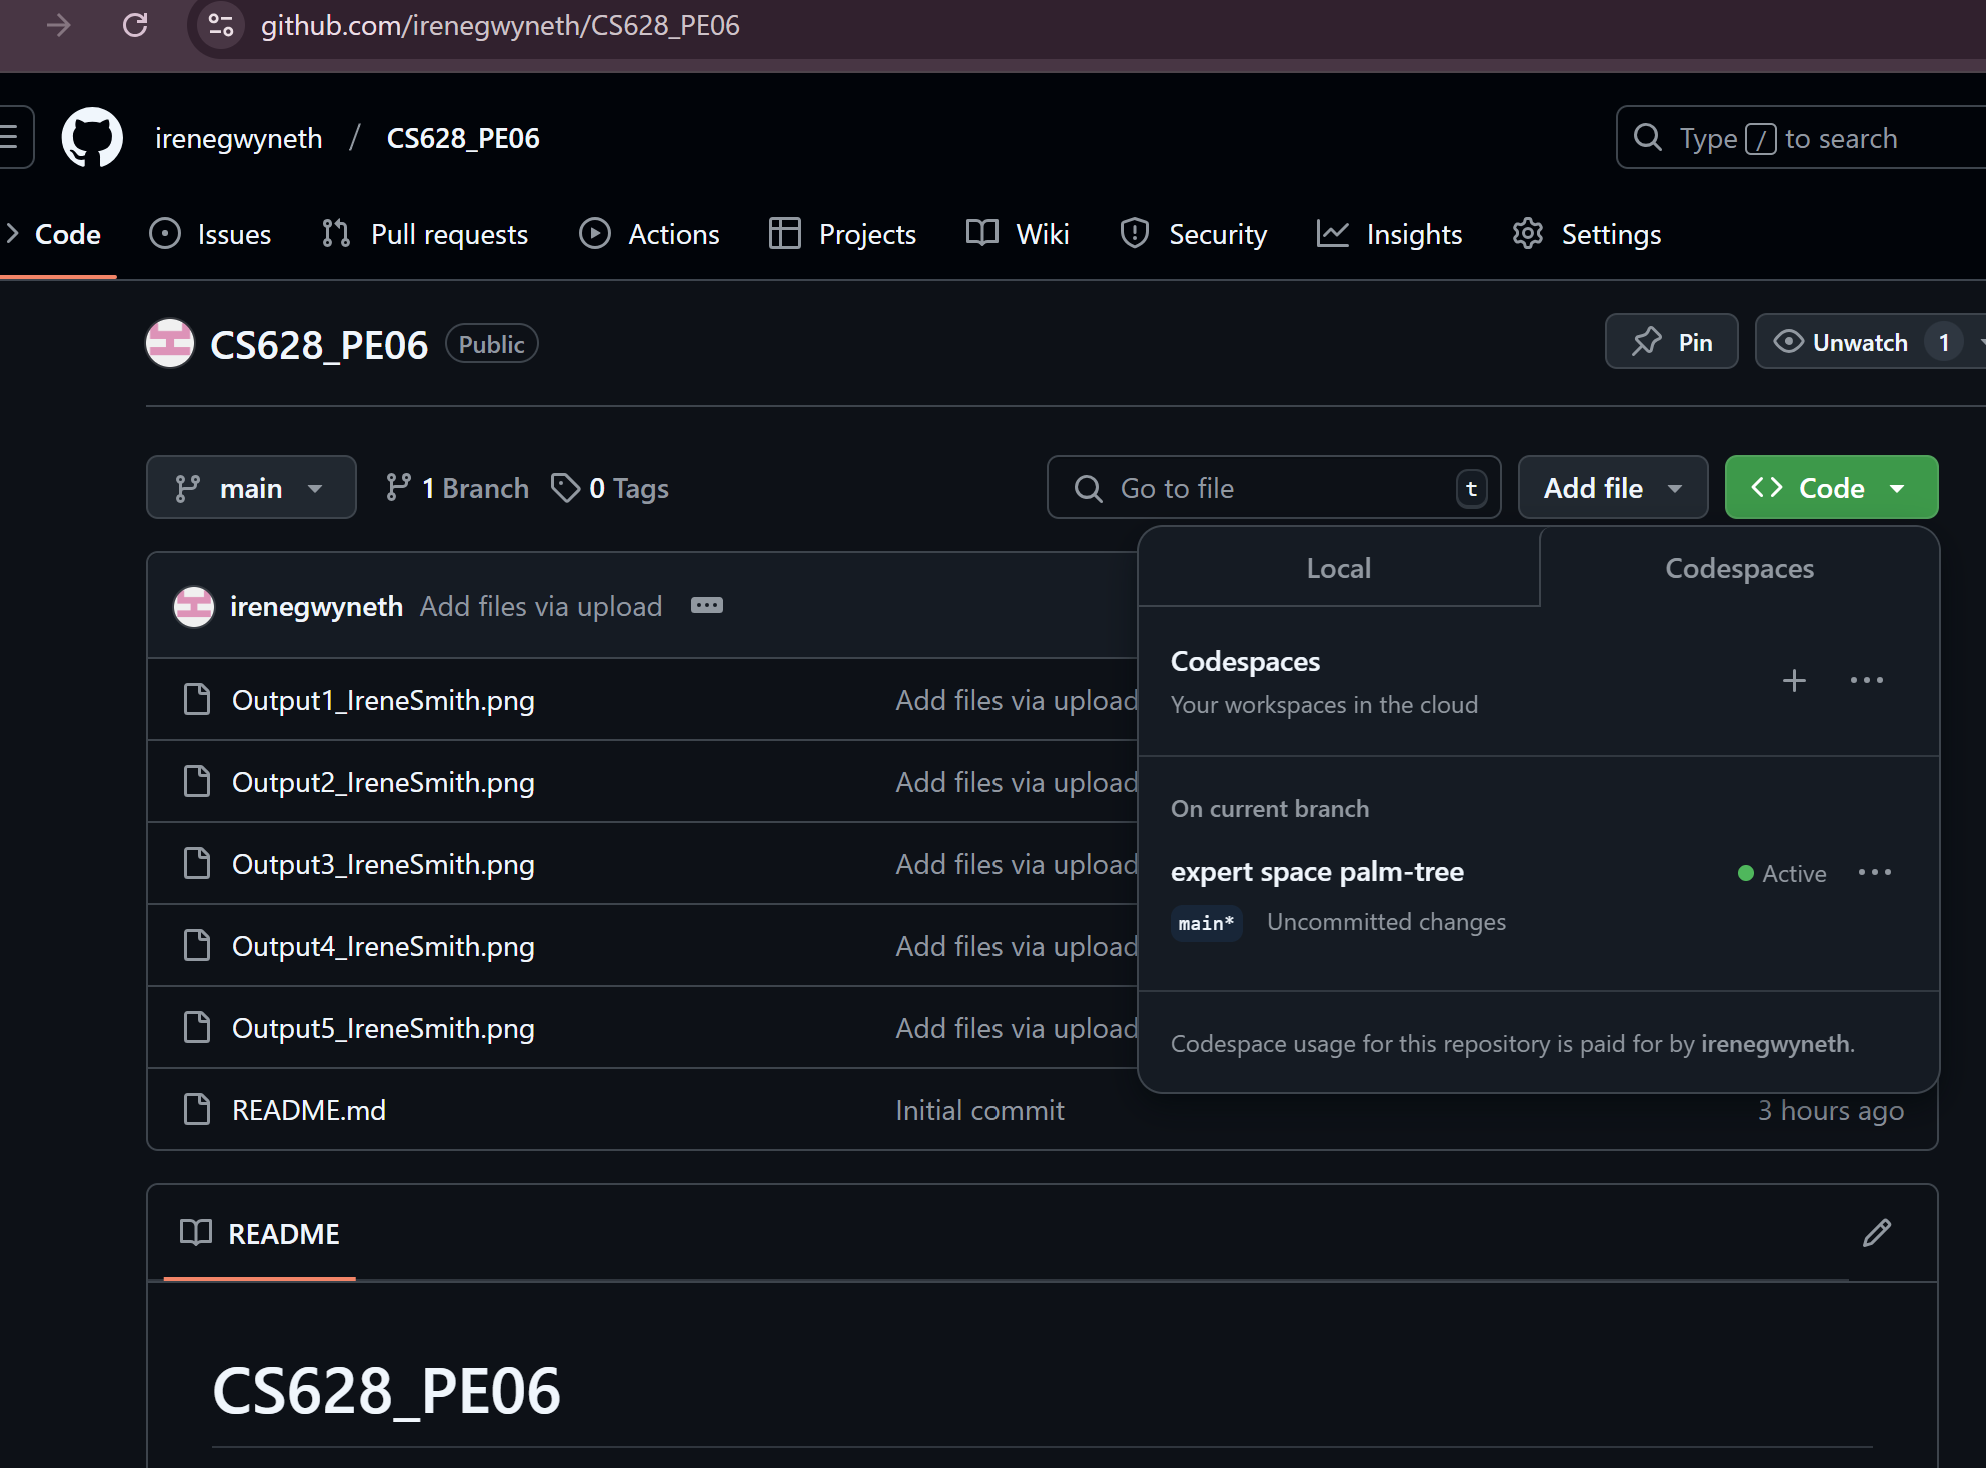 github.com/irenegwyneth/CS628_PE06
irenegwyneth / CS628_PE06
Type / to search
Code Issues Pull requests Actions Projects Wiki Security Insights Settings
CS628_PE06 Public
Pin Unwatch 1
main 1 Branch 0 Tags
Go to file t Add file Code
Local Codespaces
irenegwyneth Add files via upload
Codespaces
Your workspaces in the cloud
Output1_IreneSmith.png Add files via upload
Output2_IreneSmith.png Add files via upload
On current branch
Output3_IreneSmith.png Add files via upload
expert space palm-tree Active
main* Uncommitted changes
Output4_IreneSmith.png Add files via upload
Output5_IreneSmith.png Add files via upload
Codespace usage for this repository is paid for by irenegwyneth.
README.md Initial commit 3 hours ago
README
CS628_PE06